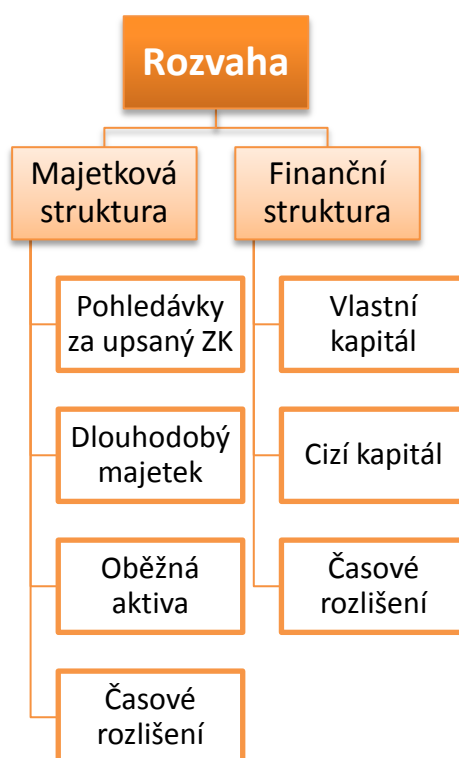 Rozvaha
Majetková
struktura
Pohledávky
za upsaný ZK
Dlouhodobý
majetek
Oběžná
aktiva
Časové
rozlišení
Finanční
struktura
Vlastní
kapitál
Cizí kapitál
Časové
rozlišení